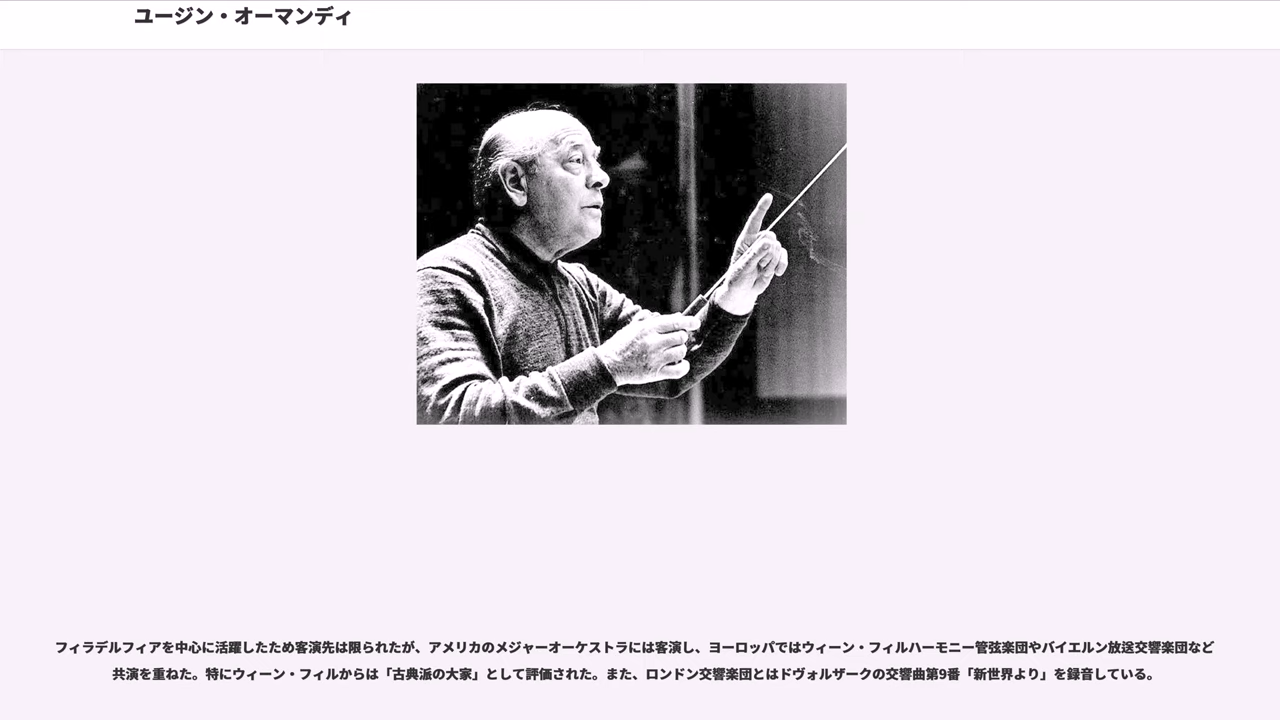 ユージン・オーマンディ
フィラデルフィアを中心に活躍したため客演先は限られたが、アメリカのメジャーオーケストラには客演し、ヨーロッパではウィーン・フィルハーモニー管弦楽団やバイエルン放送交響楽団など
共演を重ねた。特にウィーン・フィルからは「古典派の大家」として評価された。また、ロンドン交響楽団とはドヴォルザークの交響曲第9番「新世界より」を録音している。